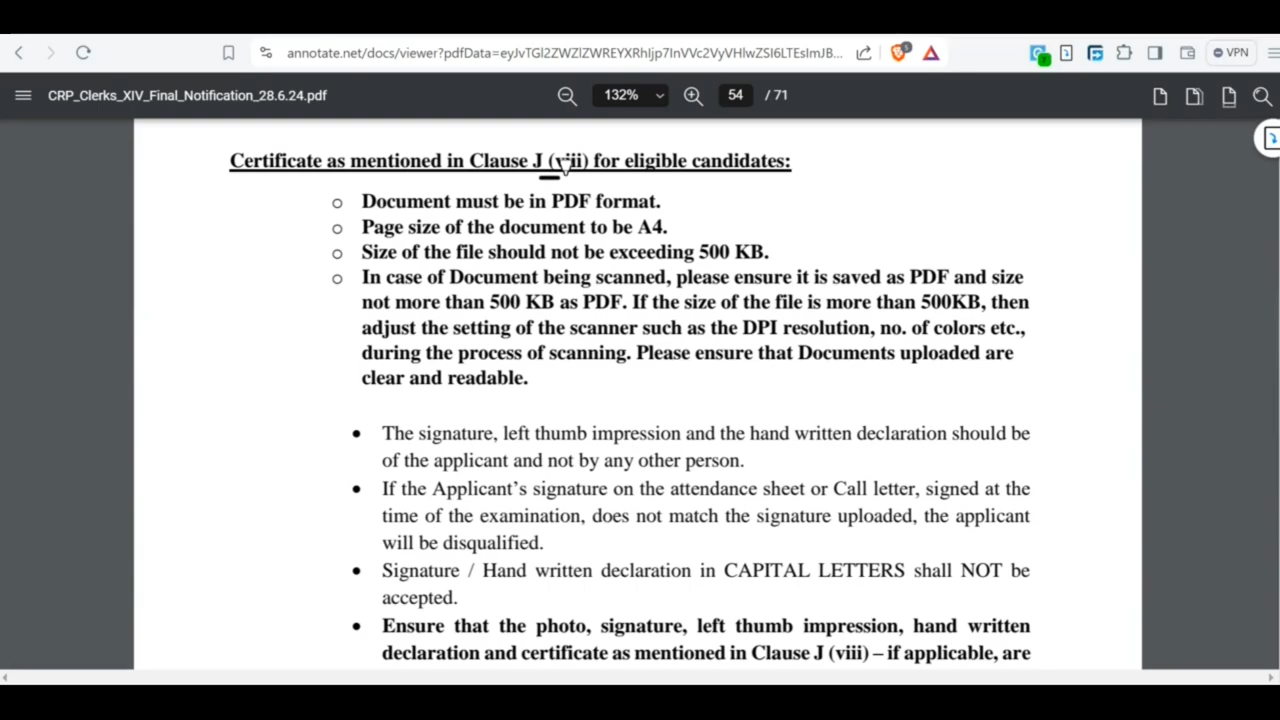 annotate.net/docs/viewer?pdfData=eyJvTGl2ZWZlZWREYXRhIjp7InVVc2VyVHlwZSI6LTEsImJB...
5
VPN
CRP_Clerks_XIV_Final_Notification_28.6.24.pdf
132%
54 / 71
Certificate as mentioned in Clause J (viii) for eligible candidates:
o Document must be in PDF format.
o Page size of the document to be A4.
o Size of the file should not be exceeding 500 KB.
o In case of Document being scanned, please ensure it is saved as PDF and size
not more than 500 KB as PDF. If the size of the file is more than 500KB, then
adjust the setting of the scanner such as the DPI resolution, no. of colors etc.,
during the process of scanning. Please ensure that Documents uploaded are
clear and readable.
• The signature, left thumb impression and the hand written declaration should be
of the applicant and not by any other person.
• If the Applicant’s signature on the attendance sheet or Call letter, signed at the
time of the examination, does not match the signature uploaded, the applicant
will be disqualified.
• Signature / Hand written declaration in CAPITAL LETTERS shall NOT be
accepted.
• Ensure that the photo, signature, left thumb impression, hand written
declaration and certificate as mentioned in Clause J (viii) – if applicable, are